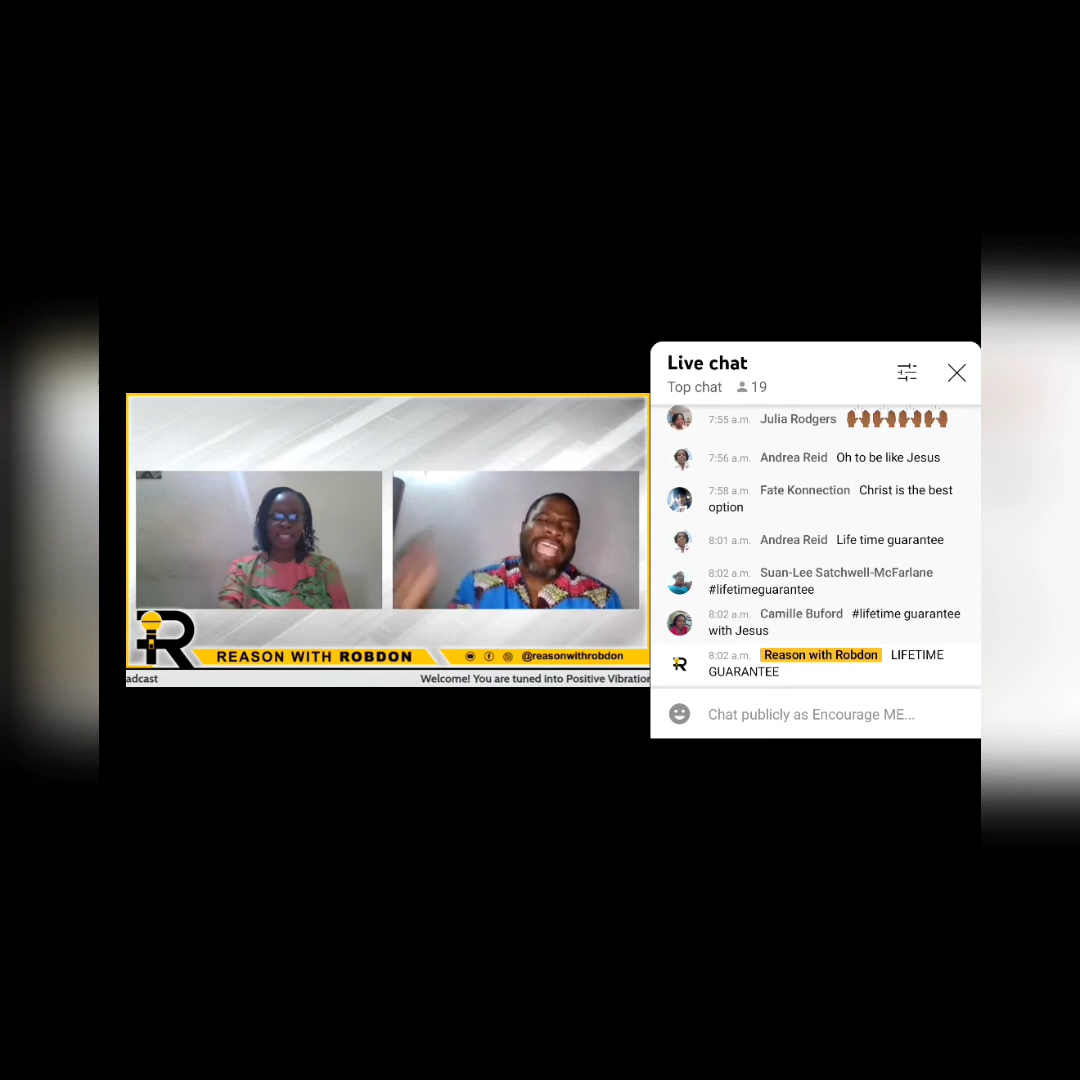 REASON WITH ROBDON
@reasonwithrobdon
adcast
Welcome! You are tuned into Positive Vibration
Live chat
Top chat 19
7:55 a.m. Julia Rodgers 🙌🏾🙌🏾🙌🏾🙌🏾
7:56 a.m. Andrea Reid Oh to be like Jesus
7:58 a.m. Fate Konnection Christ is the best
option
8:01 a.m. Andrea Reid Life time guarantee
8:02 a.m. Suan-Lee Satchwell-McFarlane
#lifetimeguarantee
8:02 a.m. Camille Buford #lifetime guarantee
with Jesus
8:02 a.m. Reason with Robdon LIFETIME
GUARANTEE
Chat publicly as Encourage ME...